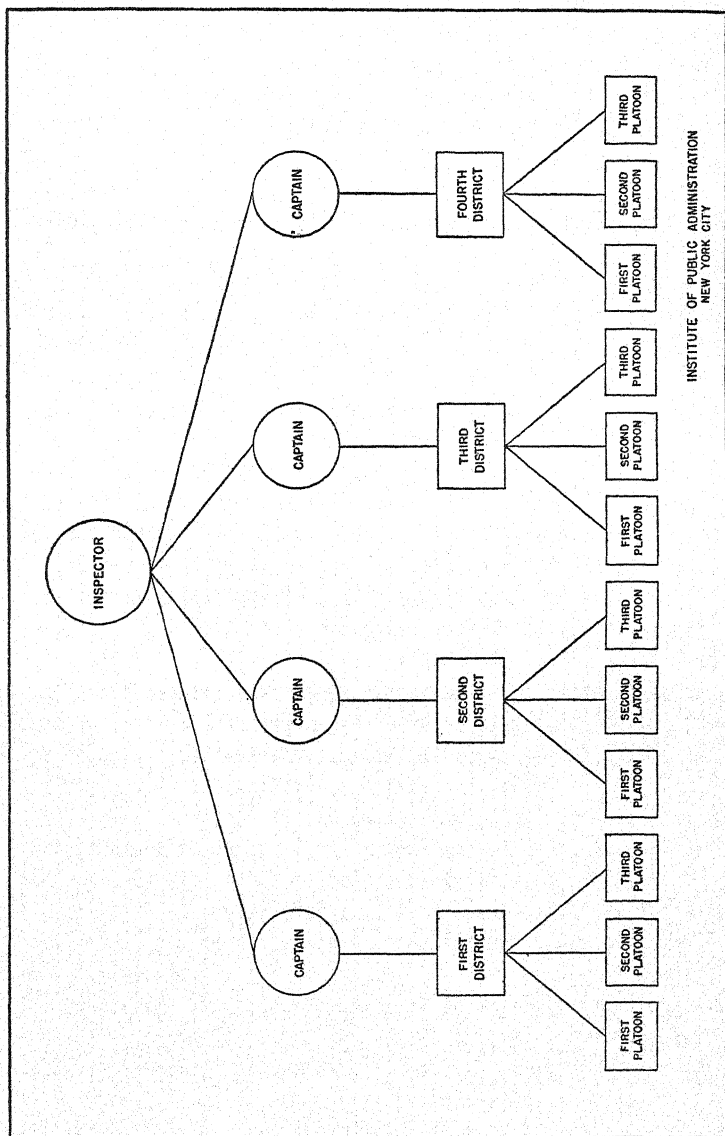 INSPECTOR
CAPTAIN
CAPTAIN
CAPTAIN
CAPTAIN
FIRST
DISTRICT
SECOND
DISTRICT
THIRD
DISTRICT
FOURTH
DISTRICT
FIRST
PLATOON
SECOND
PLATOON
THIRD
PLATOON
FIRST
PLATOON
SECOND
PLATOON
THIRD
PLATOON
FIRST
PLATOON
SECOND
PLATOON
THIRD
PLATOON
FIRST
PLATOON
SECOND
PLATOON
THIRD
PLATOON
INSTITUTE OF PUBLIC ADMINISTRATION
NEW YORK CITY